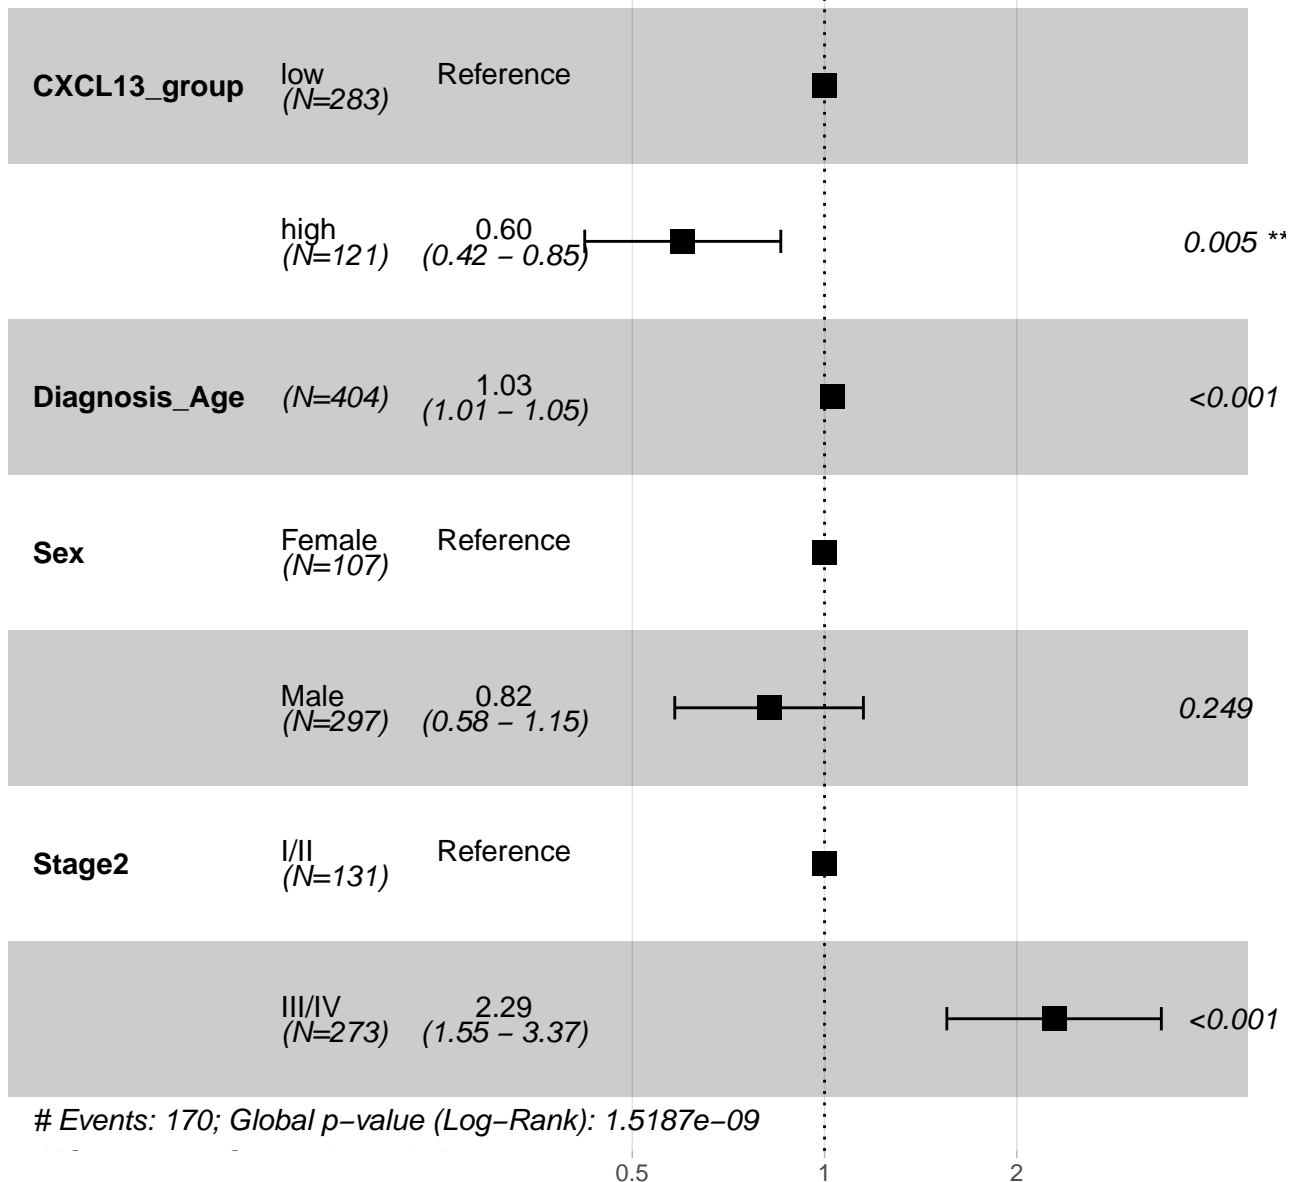 CXCL13_group low Reference
(N=283)
high 0.60 0.005 **
(N=121) (0.42 – 0.85)
Diagnosis_Age (N=404) 1.03 <0.001
(1.01 – 1.05)
Sex Female Reference
(N=107)
Male 0.82 0.249
(N=297) (0.58 – 1.15)
Stage2 I/II Reference
(N=131)
III/IV 2.29 <0.001
(N=273) (1.55 – 3.37)
# Events: 170; Global p−value (Log−Rank): 1.5187e−09
0.5 1 2